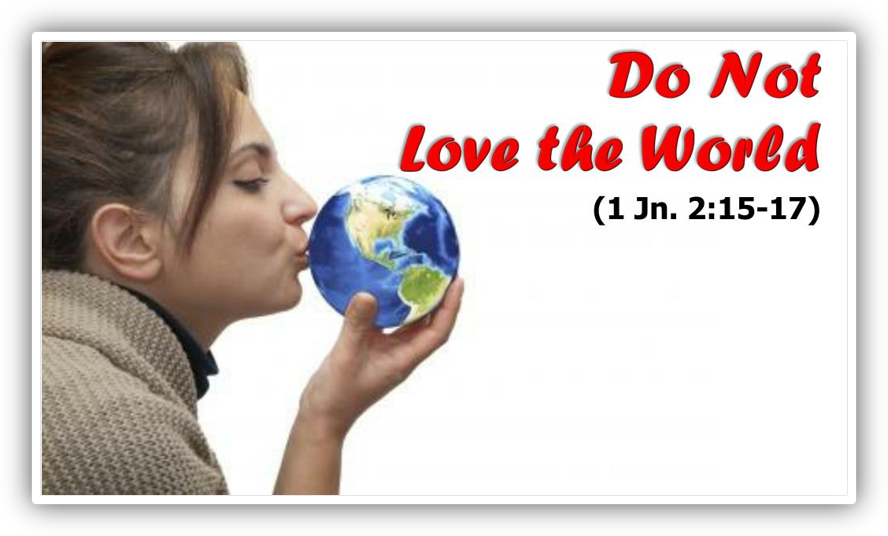 Do Not
Love the World
(1 Jn. 2:15-17)